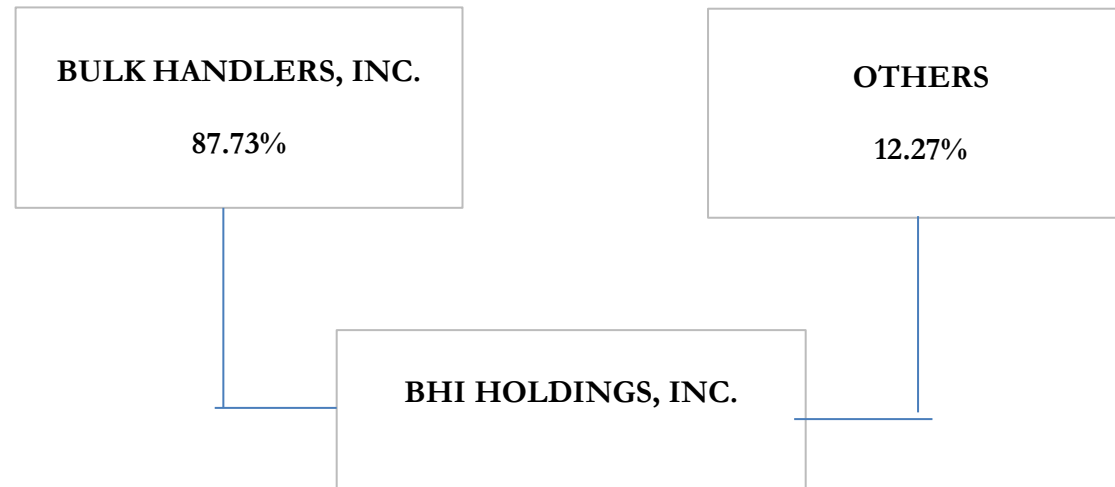 BULK HANDLERS, INC.
87.73%
OTHERS
12.27%
BHI HOLDINGS, INC.